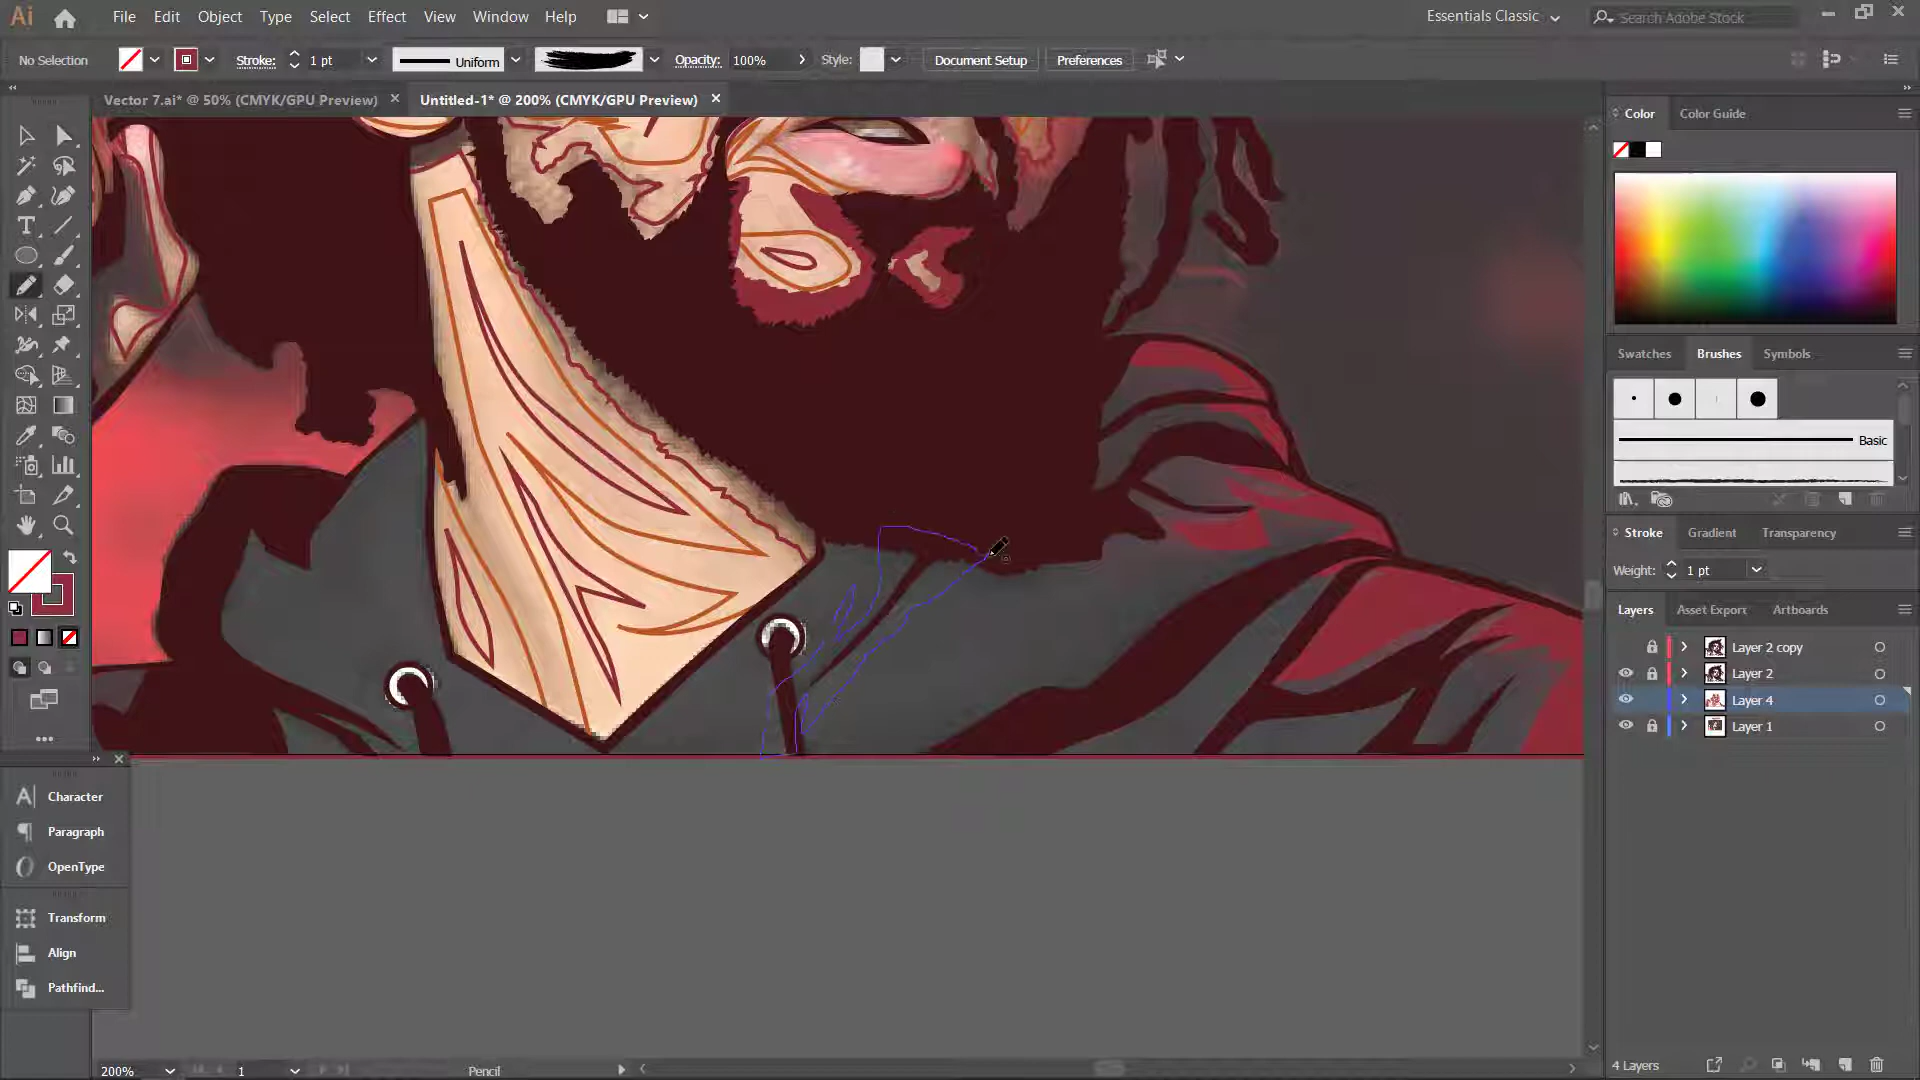 Ai File Edit Object Type Select Effect View Window Help Essentials Classic Search Adobe Stock
No Selection Stroke: 1 pt Uniform Opacity: 100% Style: Document Setup Preferences
Vector 7.ai* @ 50% (CMYK/GPU Preview) Untitled-1* @ 200% (CMYK/GPU Preview)
Color Color Guide
Swatches Brushes Symbols
Basic
Stroke Gradient Transparency
Weight: 1 pt
Layers Asset Export Artboards
Layer 2 copy
Layer 2
Layer 4
Layer 1
Character
Paragraph
OpenType
Transform
Align
Pathfind...
200% 1 Pencil 4 Layers